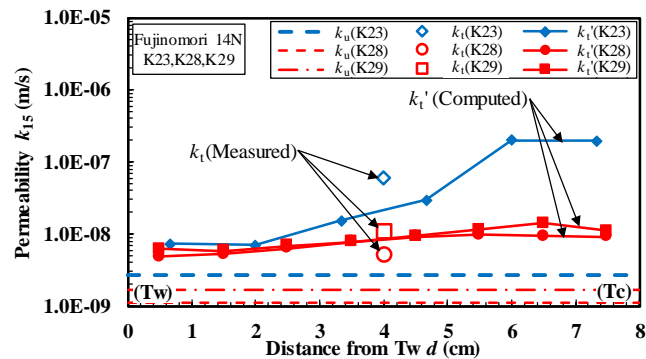 1.0E-05
1.0E-06
1.0E-07
1.0E-08
1.0E-09
Permeability k15 (m/s)
Fujinomori 14N
K23,K28,K29
ku(K23) kt(K23) kt'(K23)
ku(K28) kt(K28) kt'(K28)
ku(K29) kt(K29) kt'(K29)
kt' (Computed)
kt(Measured)
(Tw) (Tc)
0 1 2 3 4 5 6 7 8
Distance from Tw d (cm)